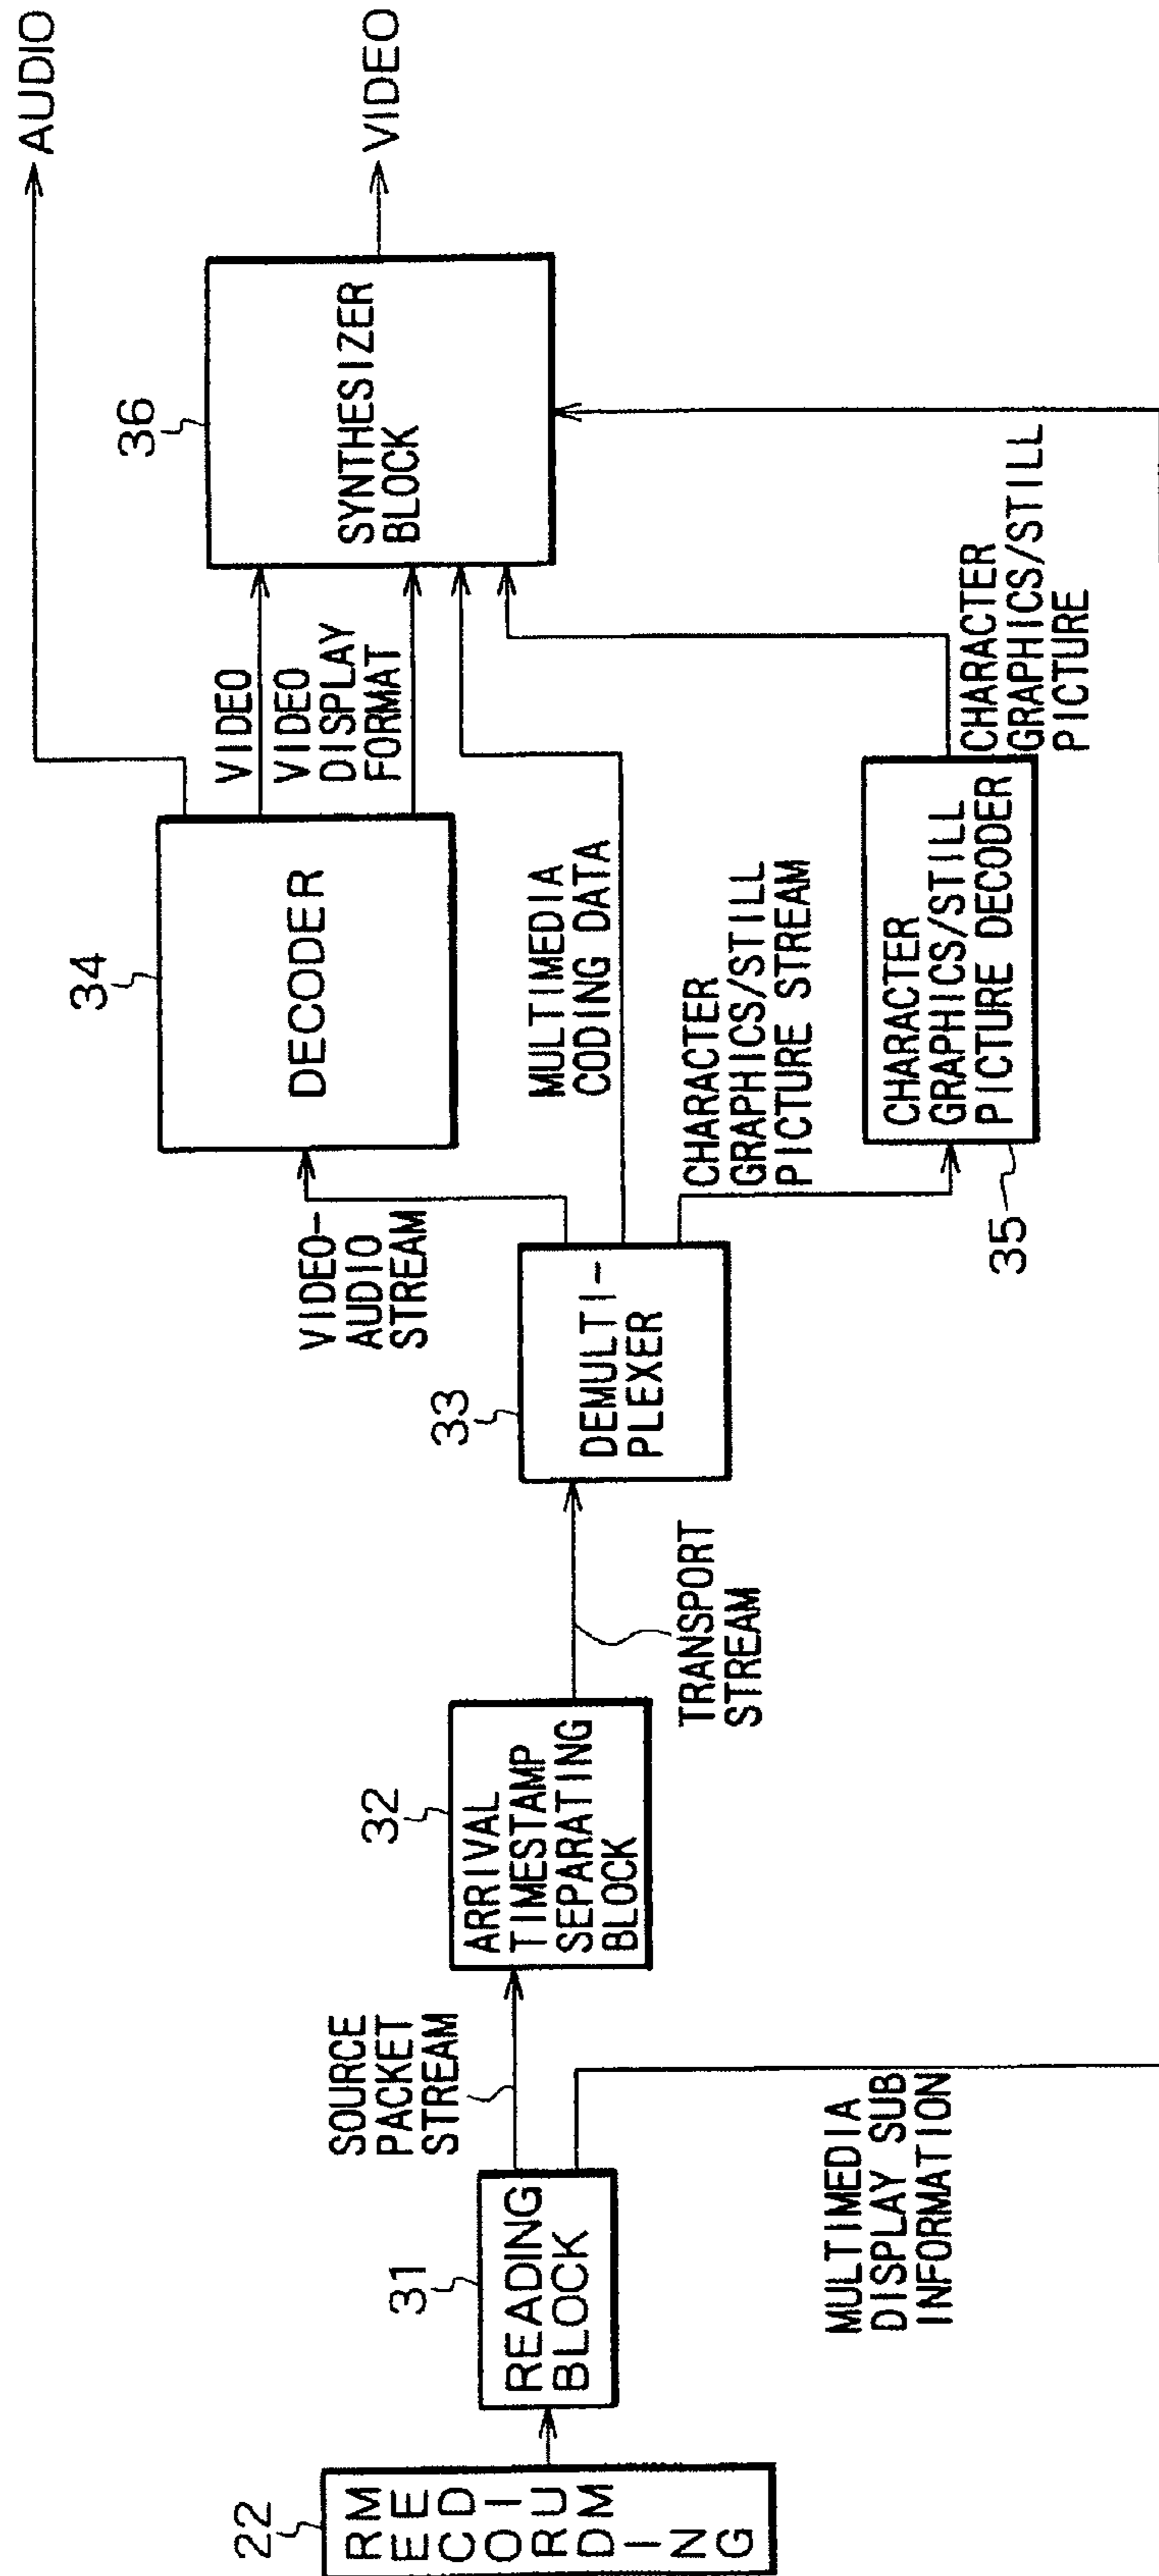 22
RECORDING
MEDIUM
31
READING
BLOCK
SOURCE
PACKET
STREAM
MULTIMEDIA
DISPLAY SUB
INFORMATION
32
ARRIVAL
TIMESTAMP
SEPARATING
BLOCK
TRANSPORT
STREAM
33
DEMULTI-
PLEXER
VIDEO-
AUDIO
STREAM
MULTIMEDIA
CODING DATA
CHARACTER
GRAPHICS/STILL
PICTURE STREAM
34
DECODER
35
CHARACTER
GRAPHICS/STILL
PICTURE DECODER
VIDEO
VIDEO
DISPLAY
FORMAT
CHARACTER
GRAPHICS/STILL
PICTURE
36
SYNTHESIZER
BLOCK
AUDIO
VIDEO